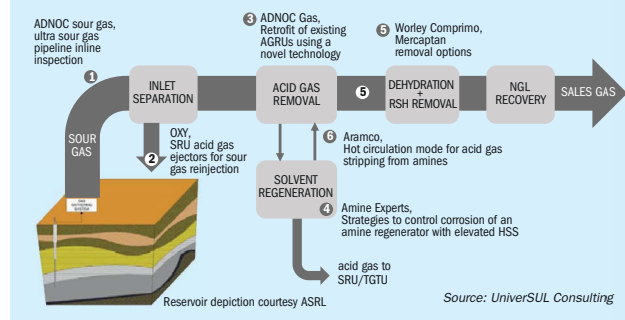 3 ADNOC Gas,
Retrofit of existing
AGRUs using a
novel technology
ADNOC sour gas,
ultra sour gas
pipeline inline
inspection
1
5 Worley Comprimo,
Mercaptan
removal options
INLET
SEPARATION
ACID GAS
REMOVAL
5
DEHYDRATION
+
RSH REMOVAL
NGL
RECOVERY
SALES GAS
SOUR
GAS
2
OXY,
SRU acid gas
ejectors for sour
gas reinjection
6 Aramco,
Hot circulation mode for acid gas
stripping from amines
SOLVENT
REGENERATION
4 Amine Experts,
Strategies to control corrosion of an
amine regenerator with elevated HSS
GAS
GATHERING
SYSTEM
acid gas to
SRU/TGTU
Reservoir depiction courtesy ASRL
Source: UniverSUL Consulting